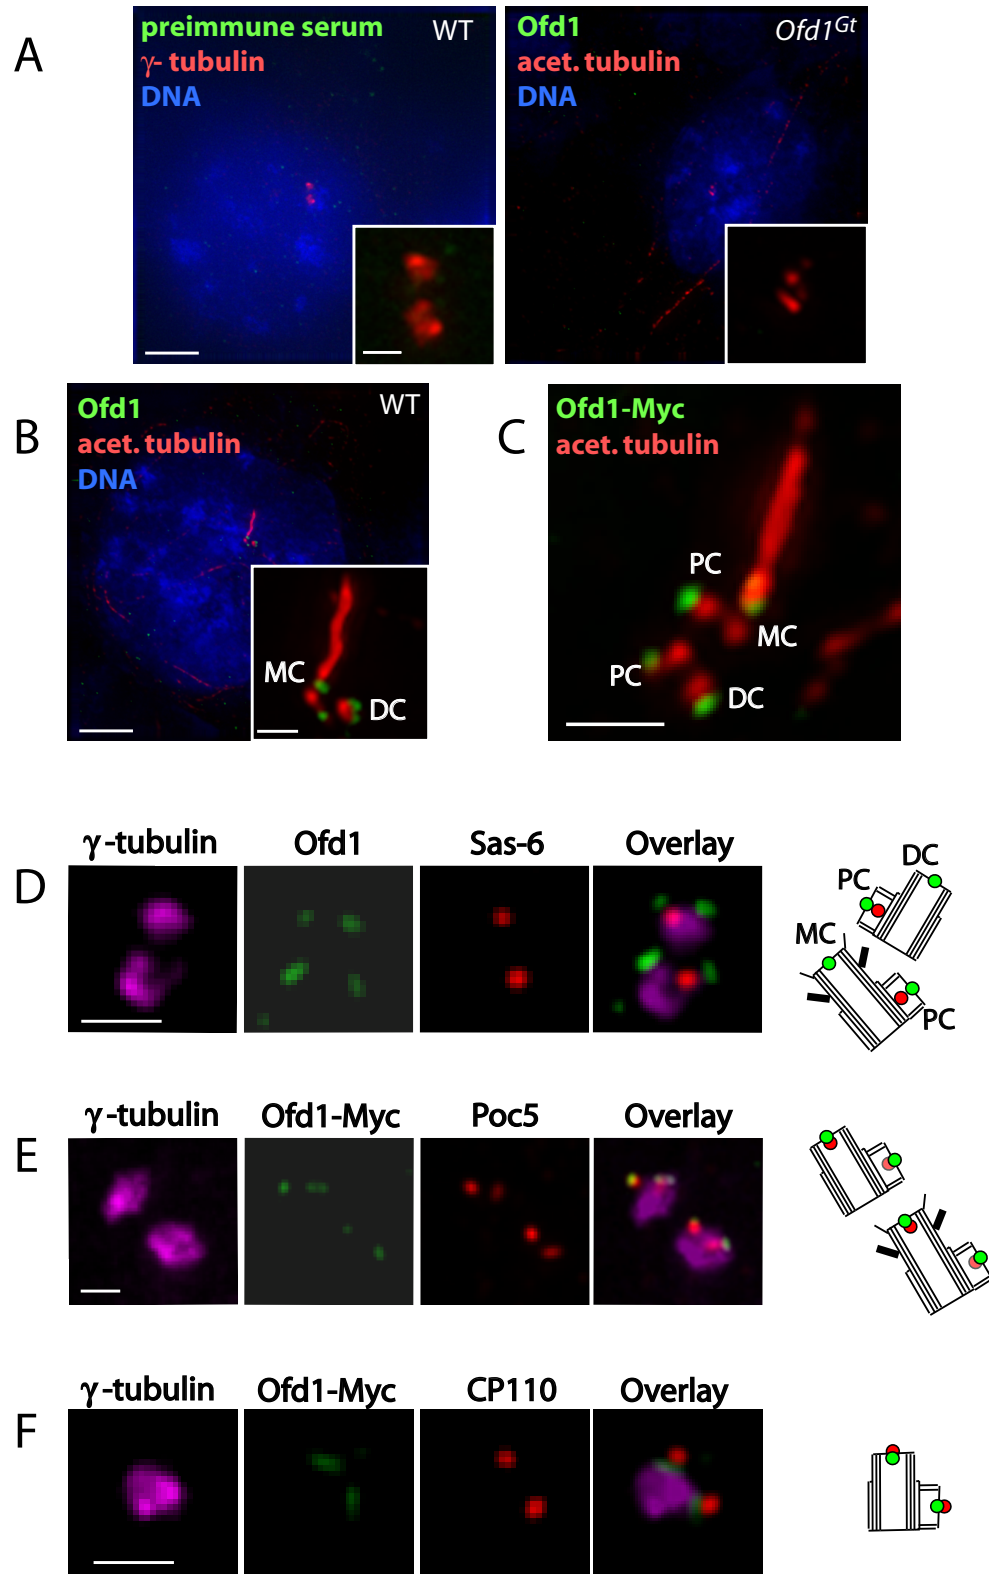 A
preimmune serum
WT
γ- tubulin
DNA
Ofd1
Ofd1Gt
acet. tubulin
DNA
B
Ofd1
WT
acet. tubulin
DNA
MC
DC
C
Ofd1-Myc
acet. tubulin
PC
MC
PC
DC
D
γ-tubulin
Ofd1
Sas-6
Overlay
DC
PC
MC
PC
E
γ-tubulin
Ofd1-Myc
Poc5
Overlay
F
γ-tubulin
Ofd1-Myc
CP110
Overlay